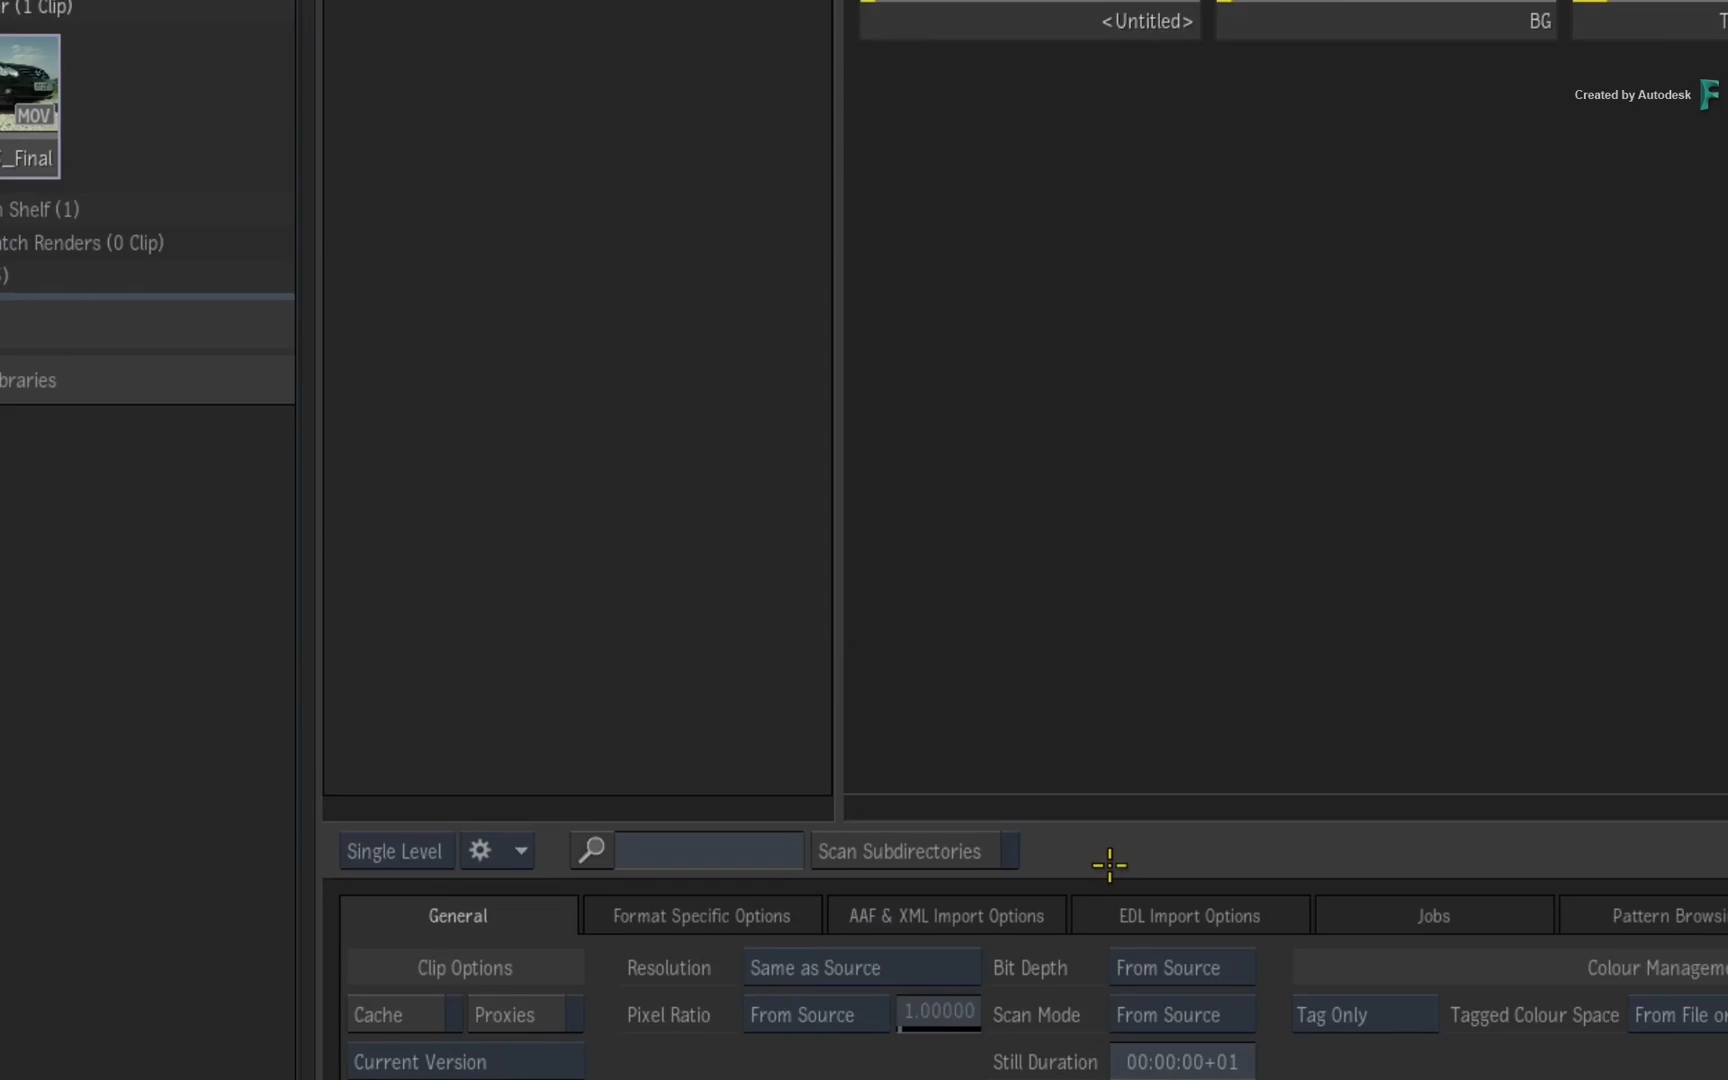 r (1 Clip)
<Untitled>
BG
Created by Autodesk
MOV
_Final
Shelf (1)
tch Renders (0 Clip)
braries
Single Level
Scan Subdirectories
General
Format Specific Options
AAF & XML Import Options
EDL Import Options
Jobs
Pattern Browsi
Clip Options
Resolution
Same as Source
Bit Depth
From Source
Colour Manageme
Cache
Proxies
Pixel Ratio
From Source
1.00000
Scan Mode
From Source
Tag Only
Tagged Colour Space
From File or
Current Version
Still Duration
00:00:00+01